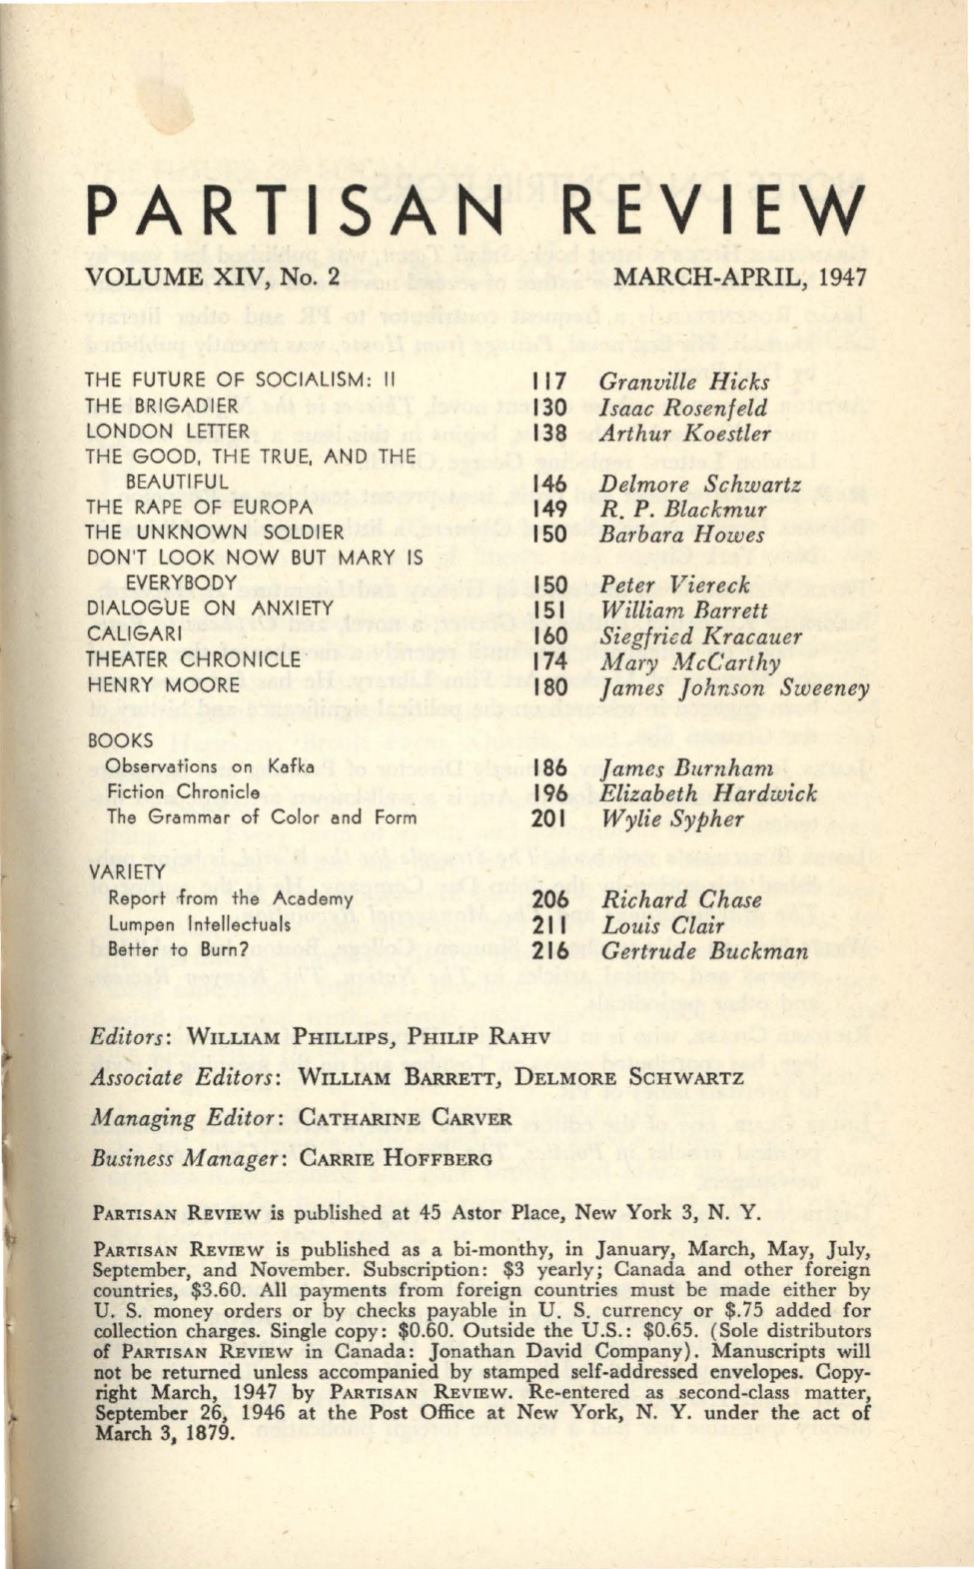 PARTISAN REVIEW
VOLUME XIV, No. 2 MARCH-APRIL, 1947
THE FUTURE OF SOCIALISM: II 117 Granville Hicks
THE BRIGADIER 130 Isaac Rosenfeld
LONDON LETTER 138 Arthur Koestler
THE GOOD, THE TRUE, AND THE
BEAUTIFUL 146 Delmore Schwartz
THE RAPE OF EUROPA 149 R. P. Blackmur
THE UNKNOWN SOLDIER 150 Barbara Howes
DON'T LOOK NOW BUT MARY IS
EVERYBODY 150 Peter Viereck
DIALOGUE ON ANXIETY 151 William Barrett
CALIGARI 160 Siegfried Kracauer
THEATER CHRONICLE 174 Mary McCarthy
HENRY MOORE 180 James Johnson Sweeney
BOOKS
Observations on Kafka 186 James Burnham
Fiction Chronicle 196 Elizabeth Hardwick
The Grammar of Color and Form 201 Wylie Sypher
VARIETY
Report from the Academy 206 Richard Chase
Lumpen Intellectuals 211 Louis Clair
Better to Burn? 216 Gertrude Buckman
Editors: WILLIAM PHILLIPS, PHILIP RAHV
Associate Editors: WILLIAM BARRETT, DELMORE SCHWARTZ
Managing Editor: CATHARINE CARVER
Business Manager: CARRIE HOFFBERG
PARTISAN REVIEW is published at 45 Astor Place, New York 3, N. Y.
PARTISAN REVIEW is published as a bi-monthy, in January, March, May, July,
September, and November. Subscription: $3 yearly; Canada and other foreign
countries, $3.60. All payments from foreign countries must be made either by
U. S. money orders or by checks payable in U. S. currency or $.75 added for
collection charges. Single copy: $0.60. Outside the U.S.: $0.65. (Sole distributors
of PARTISAN REVIEW in Canada: Jonathan David Company). Manuscripts will
not be returned unless accompanied by stamped self-addressed envelopes. Copy-
right March, 1947 by PARTISAN REVIEW. Re-entered as second-class matter,
September 26, 1946 at the Post Office at New York, N. Y. under the act of
March 3, 1879.